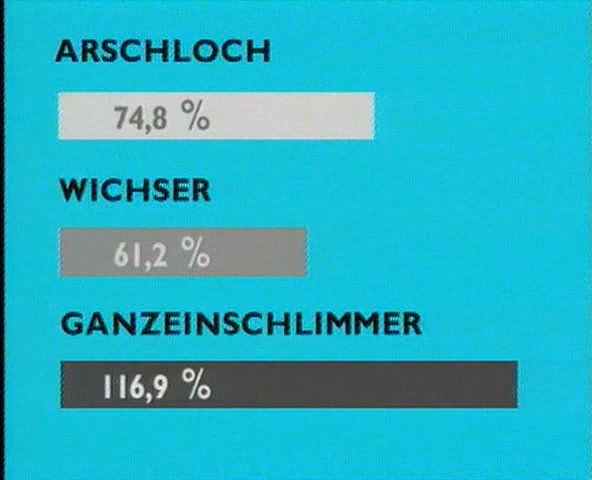 ARSCHLOCH
74,8 %
WICHSER
61,2 %
GANZEINSCHLIMMER
116,9 %